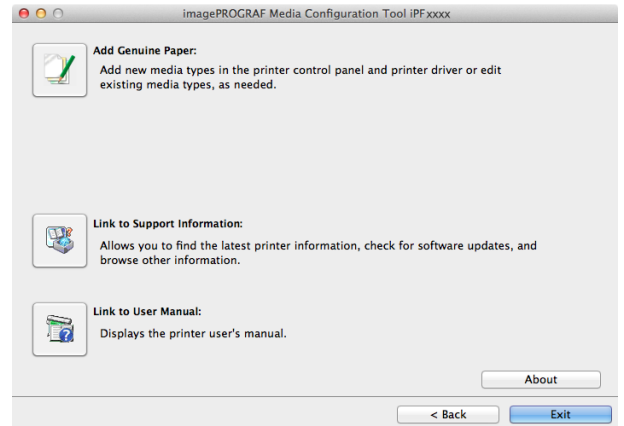 imagePROGRAF Media Configuration Tool iPFxxxx
Add Genuine Paper:
Add new media types in the printer control panel and printer driver or edit
existing media types, as needed.
Link to Support Information:
Allows you to find the latest printer information, check for software updates, and
browse other information.
Link to User Manual:
Displays the printer user's manual.
About
< Back
Exit